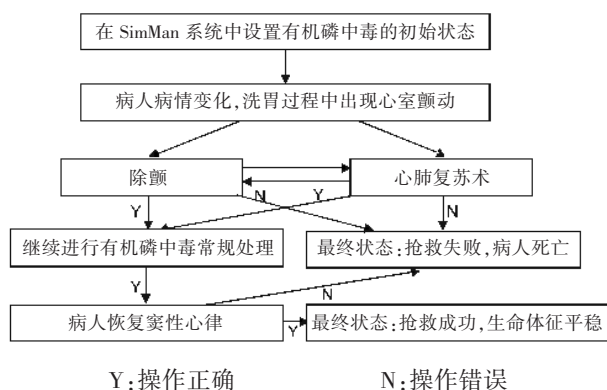 在 SimMan 系统中设置有机磷中毒的初始状态
病人病情变化,洗胃过程中出现心室颤动
除颤
心肺复苏术
N
Y
Y
N
继续进行有机磷中毒常规处理
最终状态:抢救失败,病人死亡
Y
N
病人恢复窦性心律
Y
最终状态:抢救成功,生命体征平稳
Y:操作正确
N:操作错误